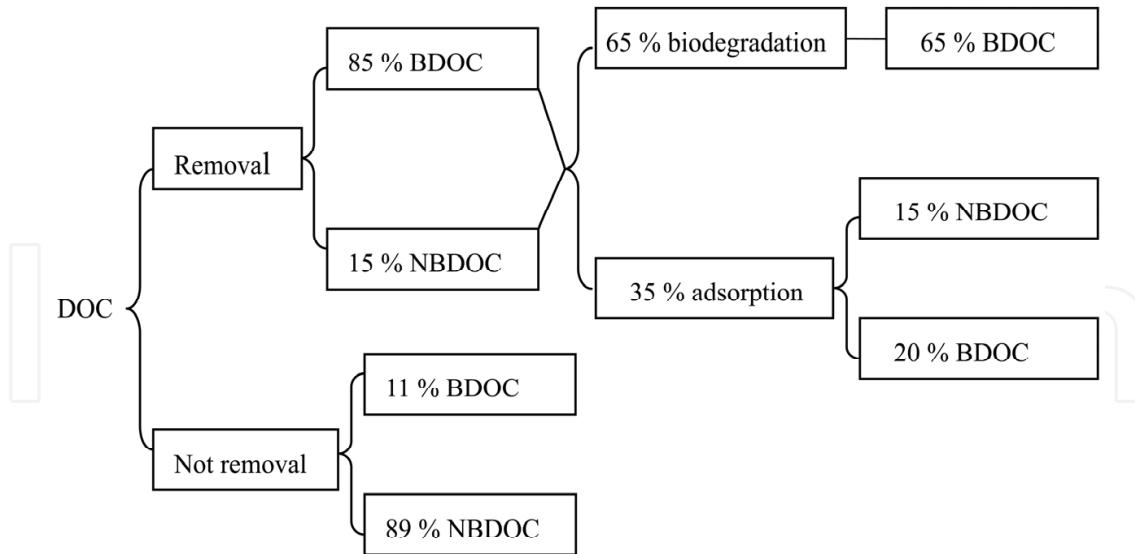 DOC
Removal
85 % BDOC
15 % NBDOC
65 % biodegradation
65 % BDOC
35 % adsorption
15 % NBDOC
20 % BDOC
Not removal
11 % BDOC
89 % NBDOC